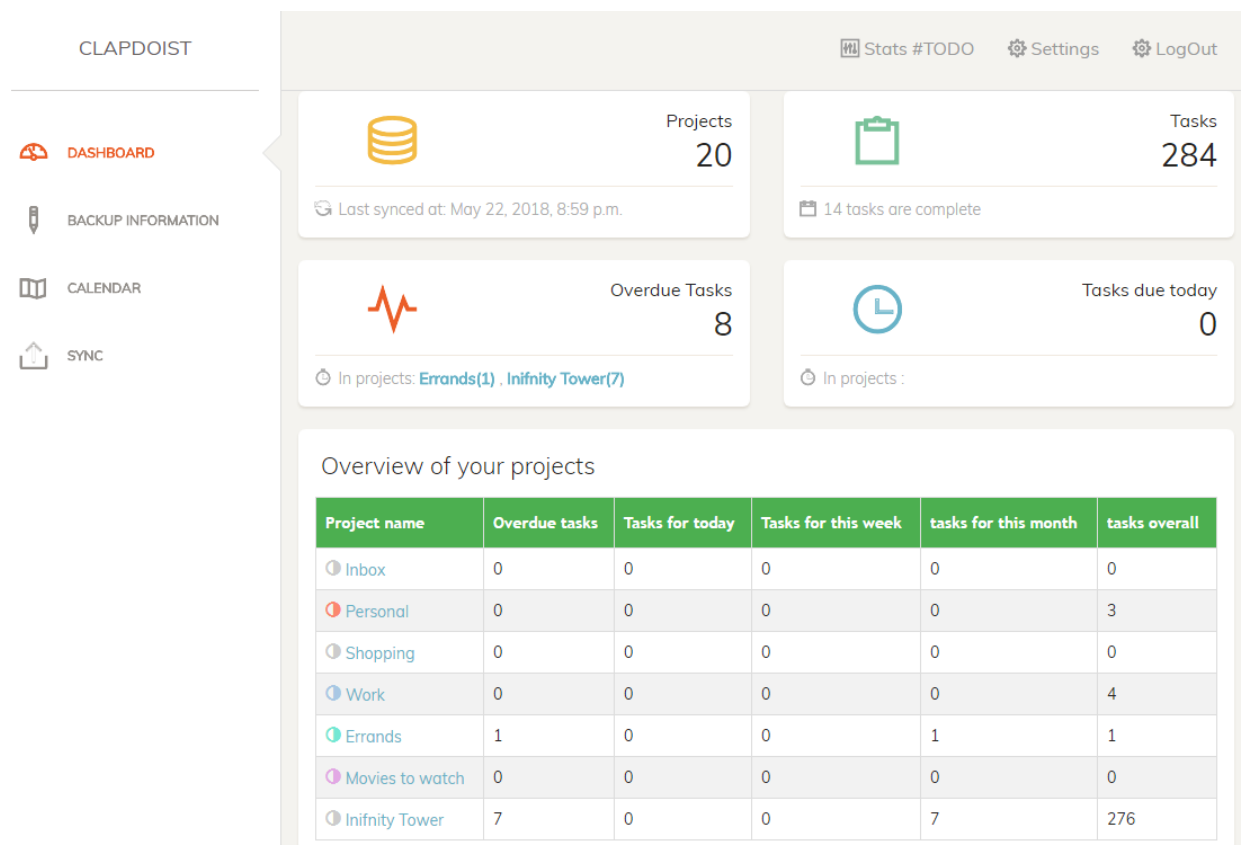 CLAPDOIST
Stats #TODO Settings LogOut
DASHBOARD
BACKUP INFORMATION
CALENDAR
SYNC
Projects
20
Last synced at: May 22, 2018, 8:59 p.m.
Tasks
284
14 tasks are complete
Overdue Tasks
8
In projects: Errands(1) , Inifnity Tower(7)
Tasks due today
0
In projects :
Overview of your projects
Project name Overdue tasks Tasks for today Tasks for this week tasks for this month tasks overall
Inbox 0 0 0 0 0
Personal 0 0 0 0 3
Shopping 0 0 0 0 0
Work 0 0 0 0 4
Errands 1 0 0 1 1
Movies to watch 0 0 0 0 0
Inifnity Tower 7 0 0 7 276